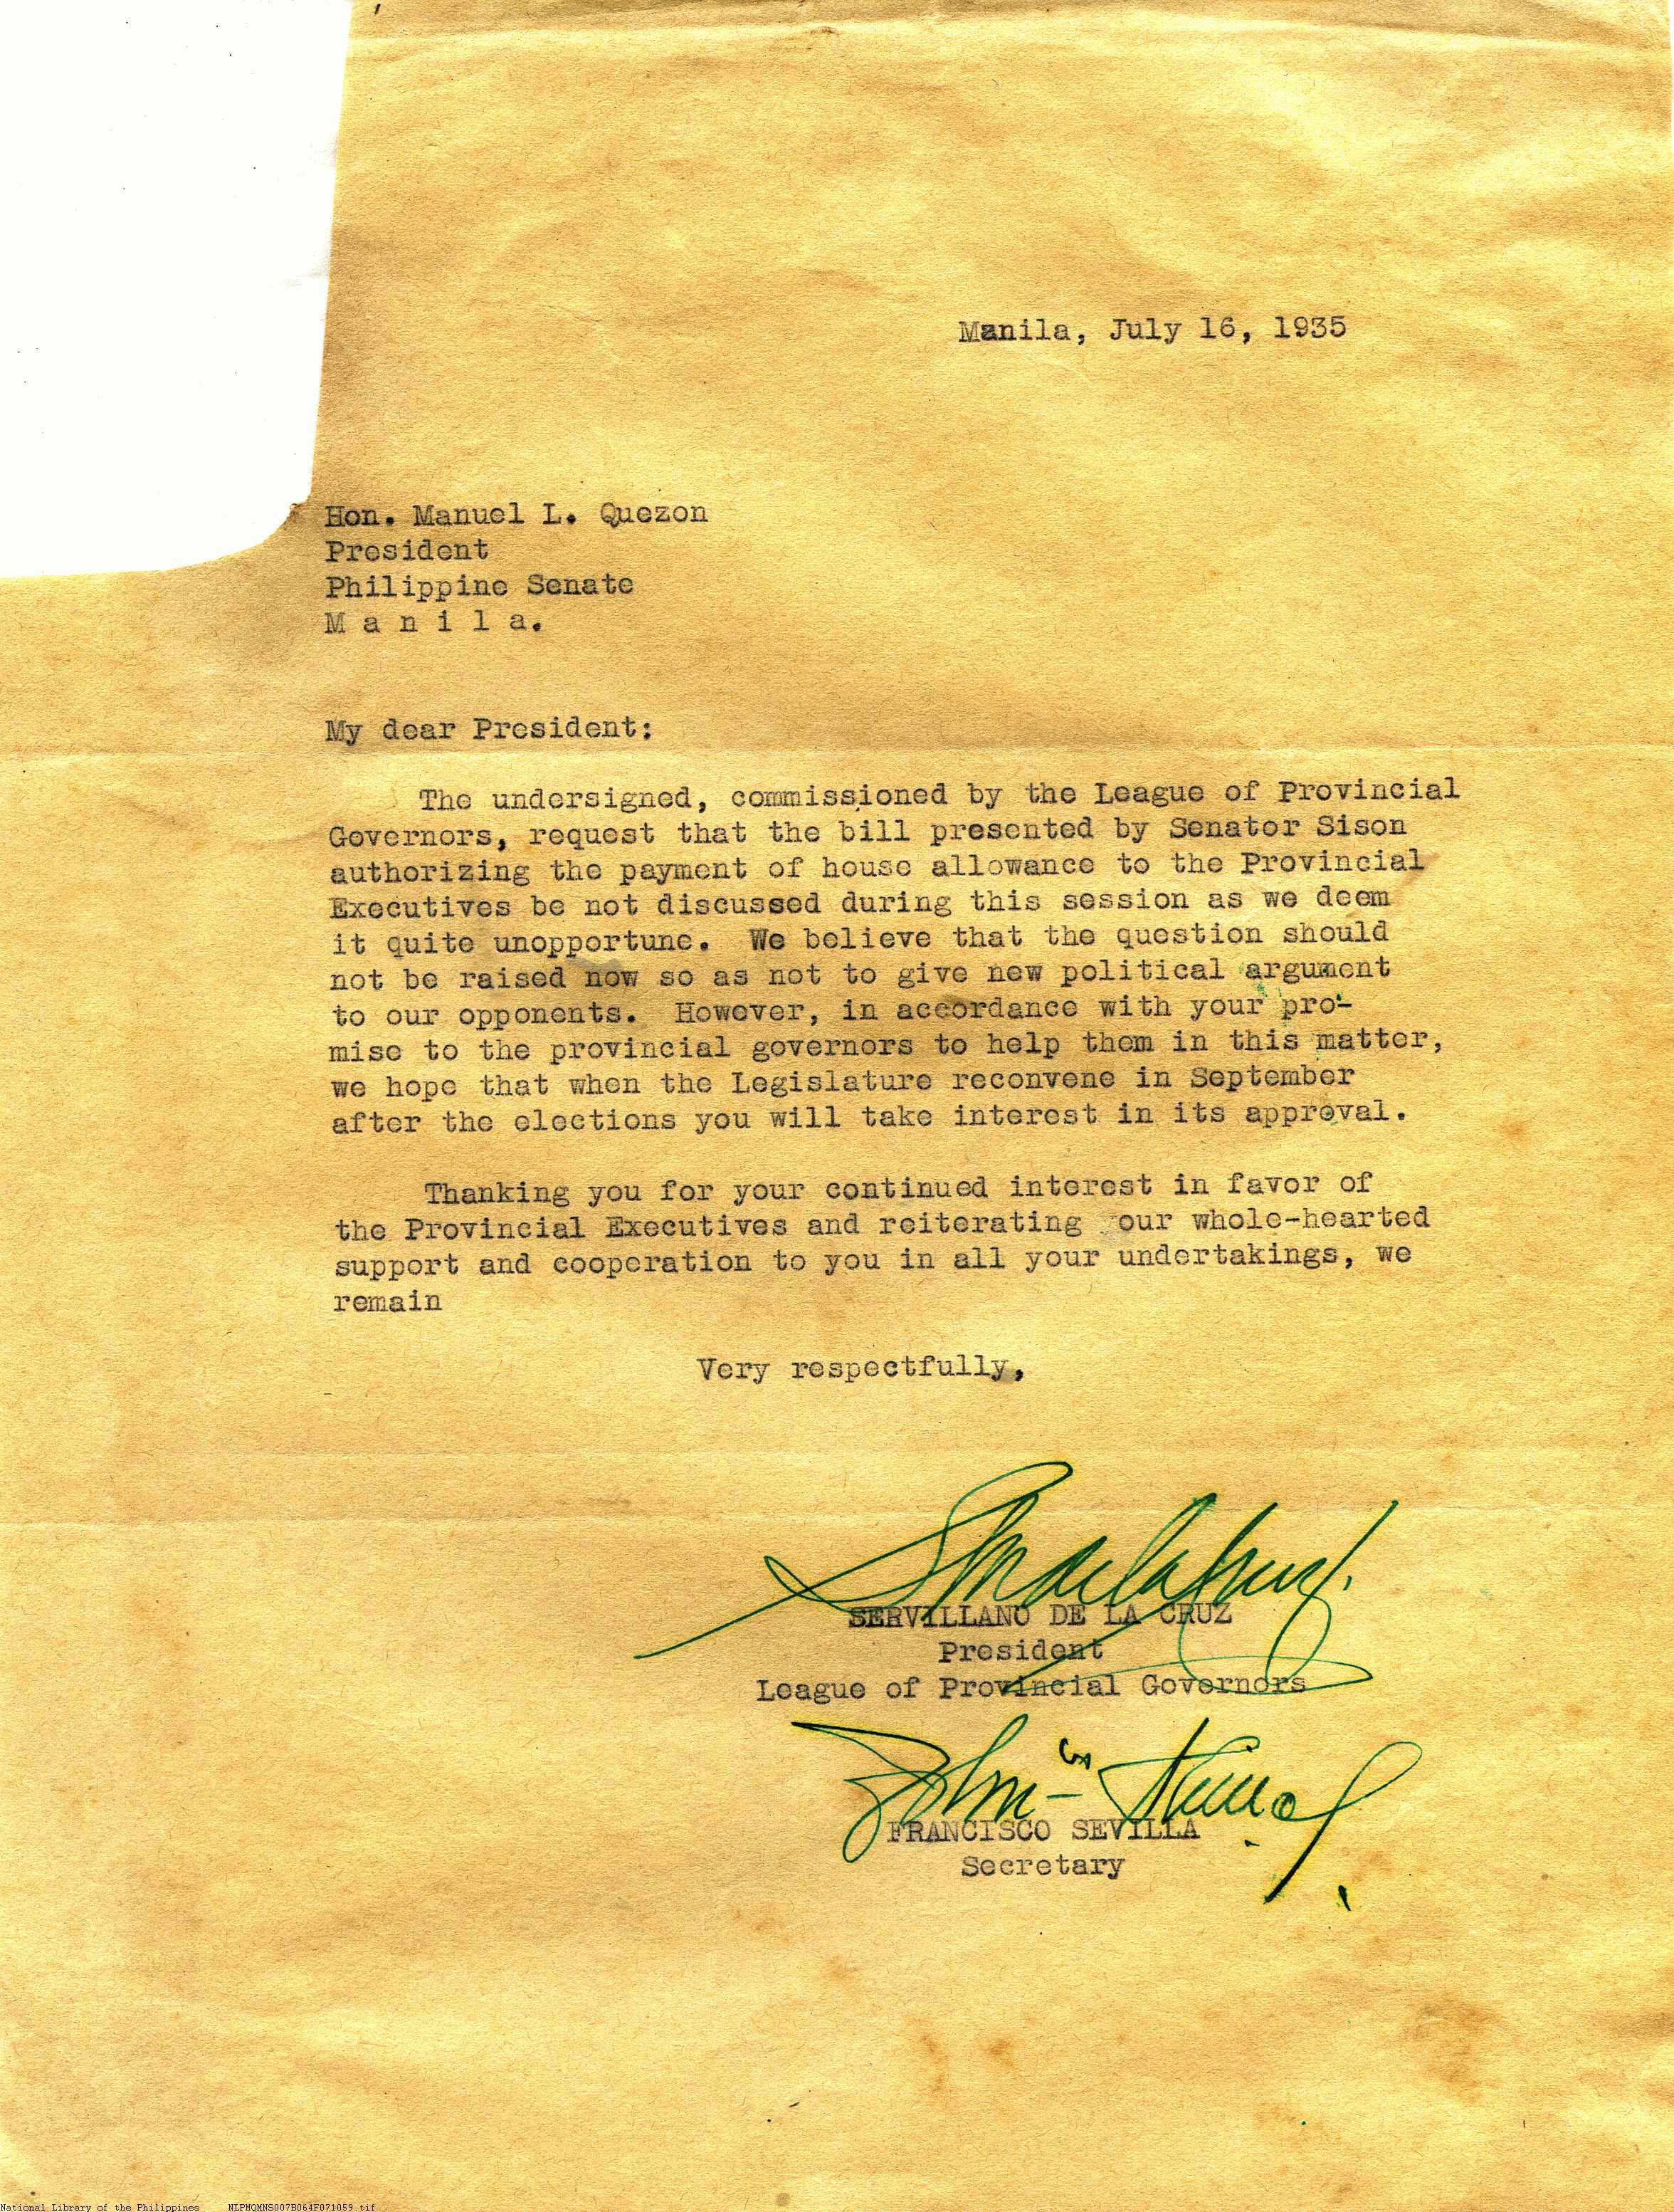 Manila, July 16, 1935
Hon. Manuel L. Quezon
President
Philippine Senate
M a n i l a.
My dear President:
The undersigned, commissioned by the League of Provincial
Governors, request that the bill presented by Senator Sison
authorizing the payment of house allowance to the Provincial
Executives be not discussed during this session as we deem
it quite unopportune. We believe that the question should
not be raised now so as not to give new political argument
to our opponents. However, in accordance with your pro-
mise to the provincial governors to help them in this matter,
we hope that when the Legislature reconvene in September
after the elections you will take interest in its approval.
Thanking you for your continued interest in favor of
the Provincial Executives and reiterating our whole-hearted
support and cooperation to you in all your undertakings, we
remain
Very respectfully,
SERVILLANO DE LA CRUZ
President
League of Provincial Governors
FRANCISCO SEVILLA
Secretary
National Library of the Philippines NLPMQMNS007B064F071059.tif